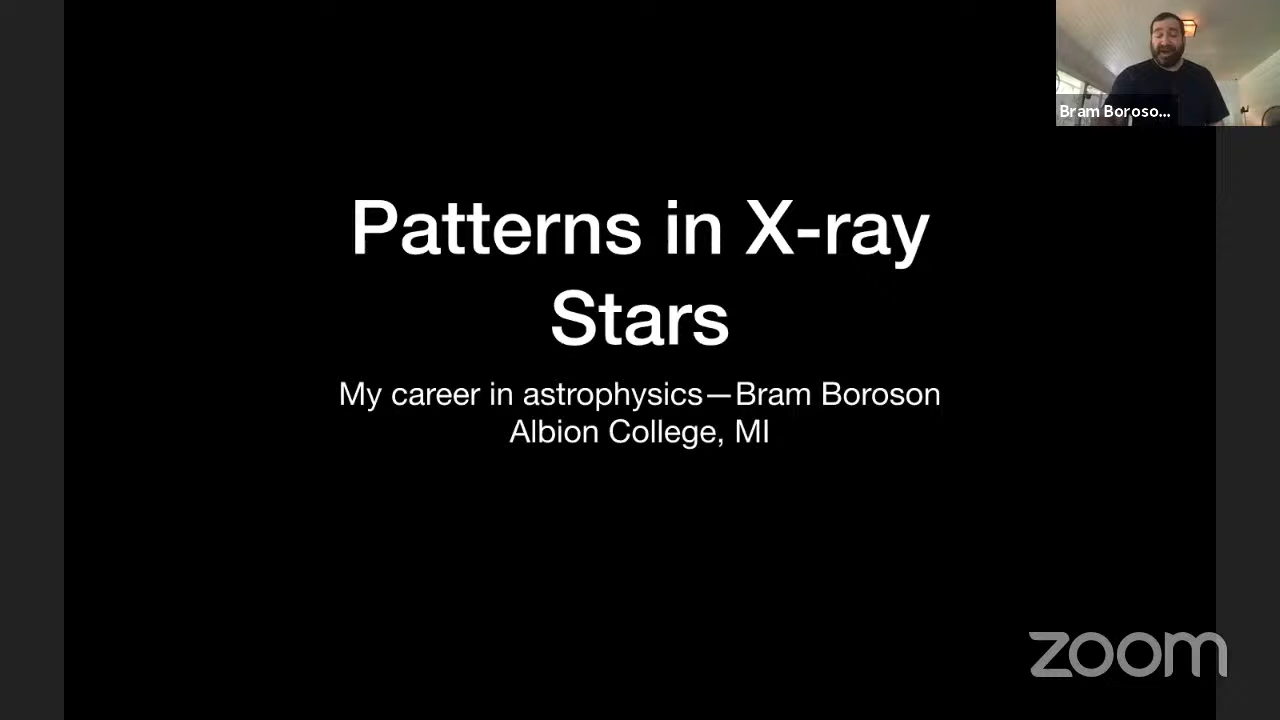 Bram Boroso...
Patterns in X-ray
Stars
My career in astrophysics—Bram Boroson
Albion College, MI
zoom